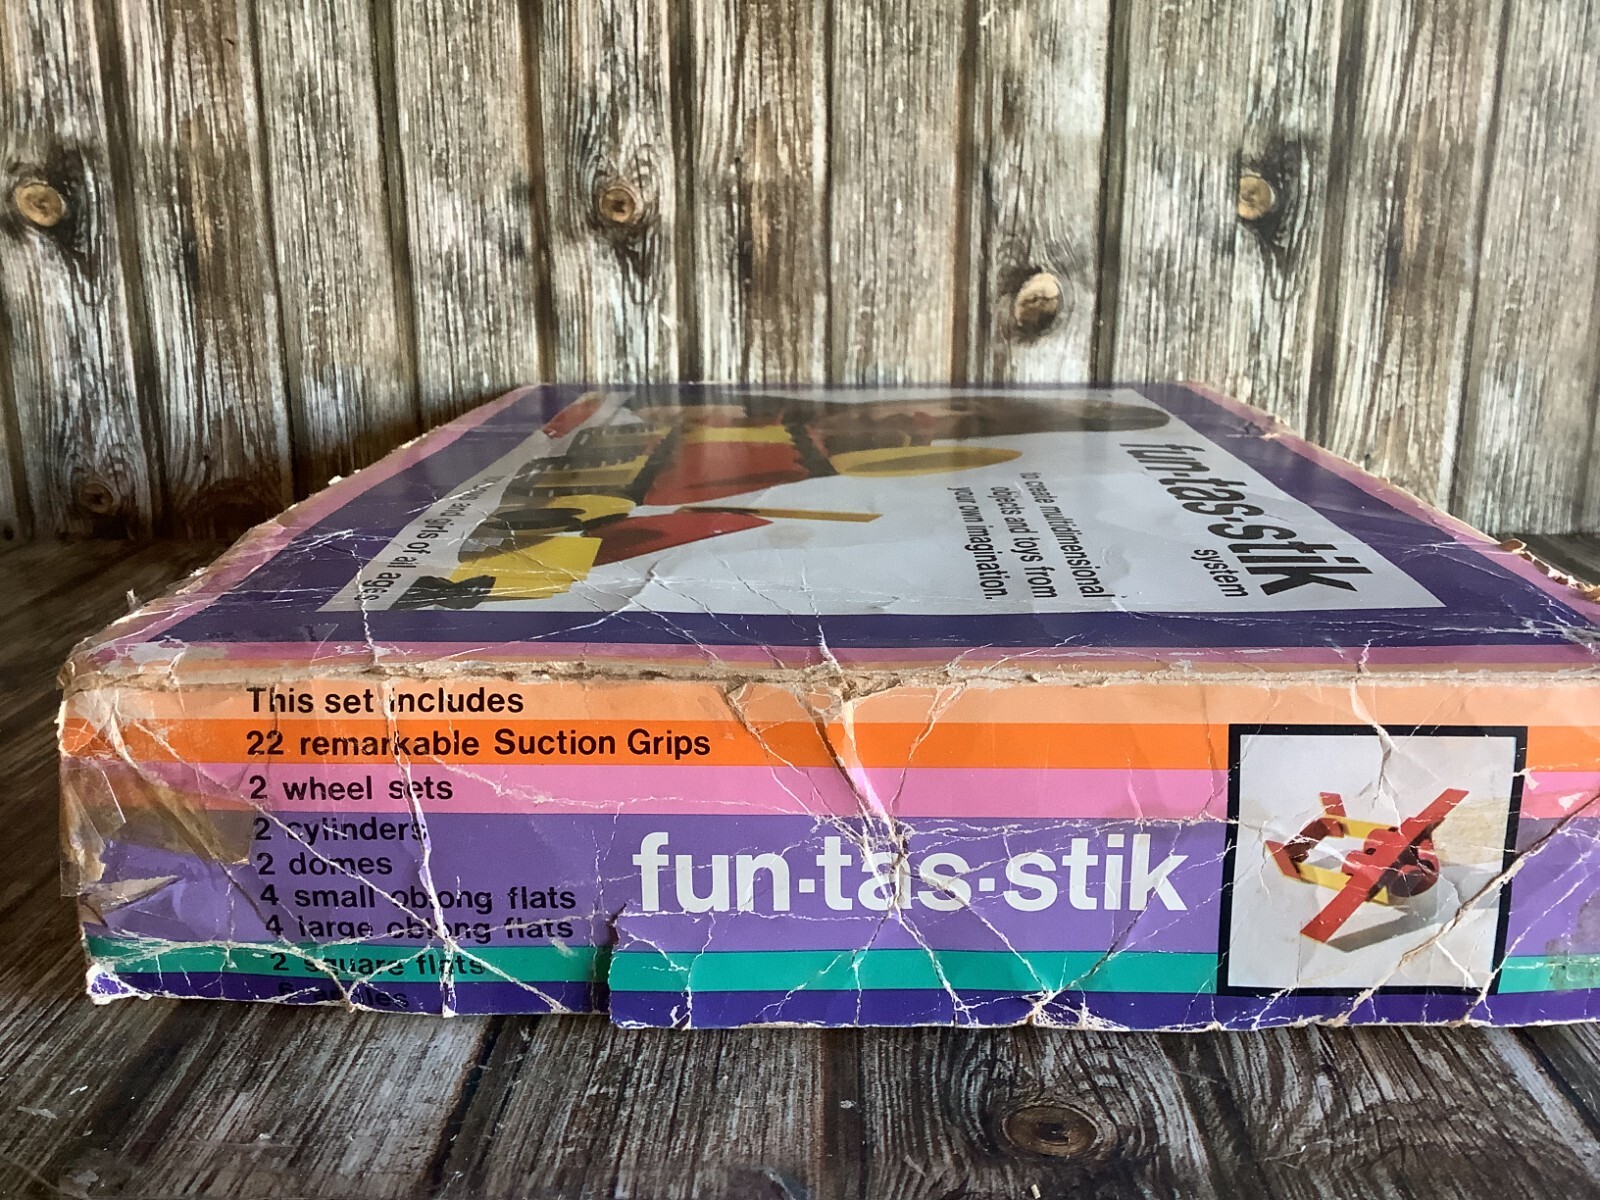 fun·tas·stik
system
to create multidimensional
objects and toys from
your own imagination.
and girls of all ages
This set includes
22 remarkable Suction Grips
2 wheel sets
2 cylinders
2 domes
4 small oblong flats
4 large oblong flats
2 square flats
6 angles
fun·tas·stik